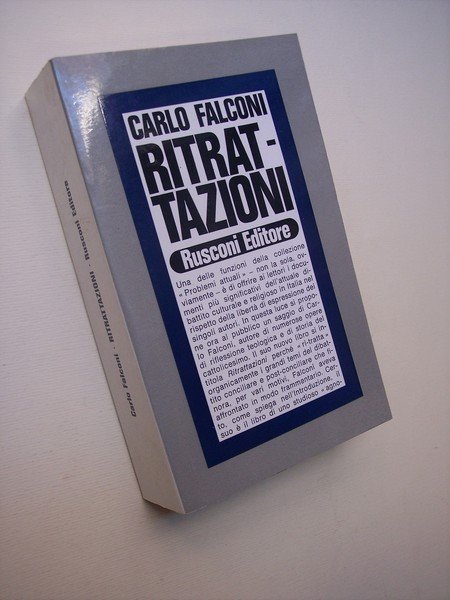 CARLO FALCONI
RITRAT-
TAZIONI
Rusconi Editore
Una delle funzioni della collezione
« Problemi attuali » – non la sola, ov-
viamente – è di offrire ai lettori i docu-
menti più significativi dell'attuale di-
battito culturale e religioso in Italia nel
rispetto della libertà di espressione dei
singoli autori. In questa luce si propo-
ne ora al pubblico un saggio di Car-
lo Falconi, autore di numerose opere
di riflessione teologica e di storia del
cattolicesimo. Il suo nuovo libro di in-
titola Ritrattazioni perché « ri-tratta »
organicamente i grandi temi del dibat-
tito conciliare e post-conciliare che fi-
nora, per vari motivi, Falconi aveva
affrontato in modo frammentario. Cer-
to, come spiega nell'introduzione, il
suo è il libro di uno studioso « agno-
Carlo Falconi · RITRATTAZIONI · Rusconi Editore